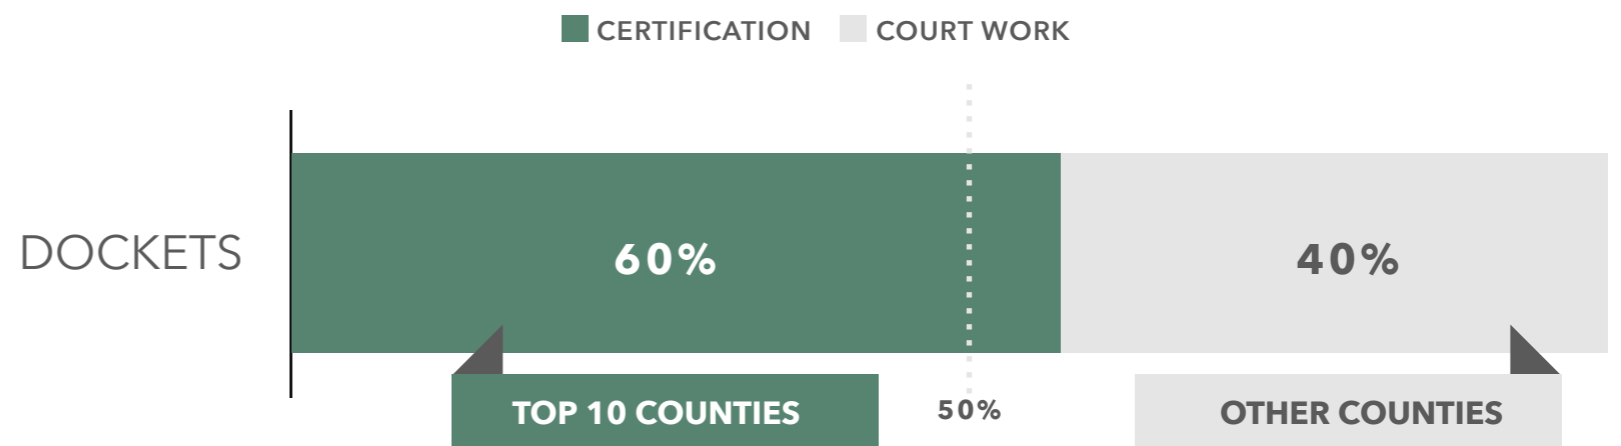 CERTIFICATION COURT WORK
DOCKETS
60%
40%
TOP 10 COUNTIES
50%
OTHER COUNTIES